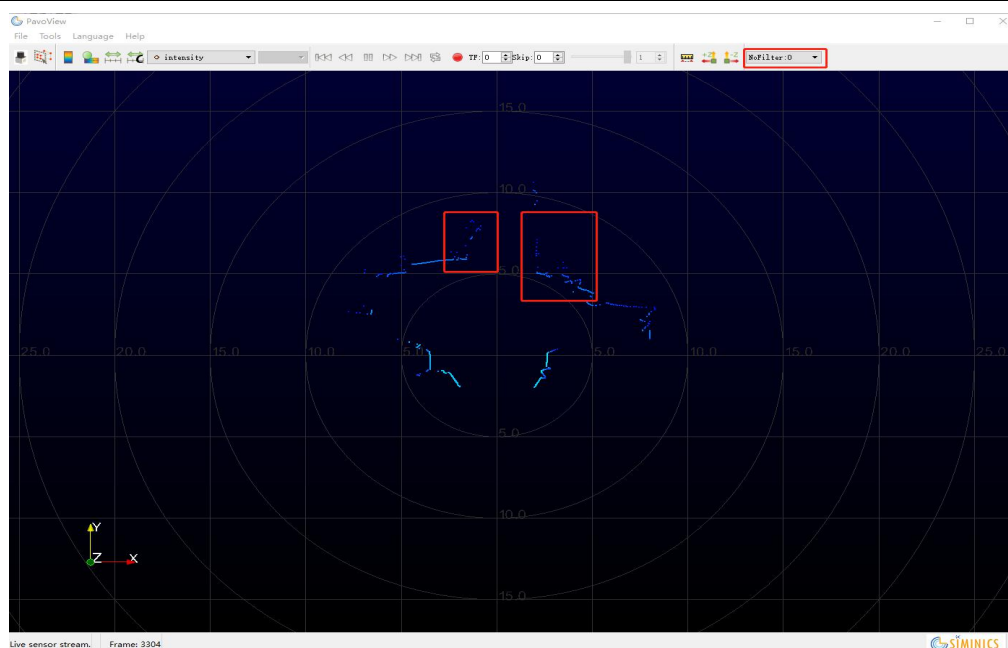 PavoView
File Tools Language Help
intensity TF: 0 Skip: 0 1 +Z -Z NoFilter:0
15.0
10.0
5.0
25.0 20.0 15.0 10.0 5.0 5.0 10.0 15.0 20.0 25.0
5.0
10.0
Y
Z X
15.0
Live sensor stream. Frame: 3304 SIMINICS